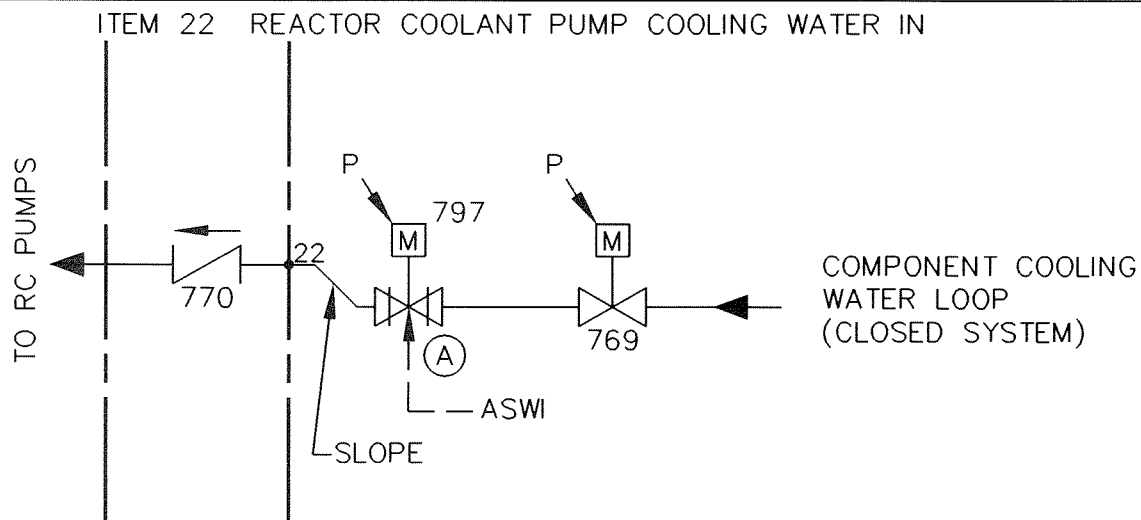 ITEM 22 REACTOR COOLANT PUMP COOLING WATER IN
TO RC PUMPS
P
P
797
M
M
22
770
769
A
COMPONENT COOLING
WATER LOOP
(CLOSED SYSTEM)
ASWI
SLOPE